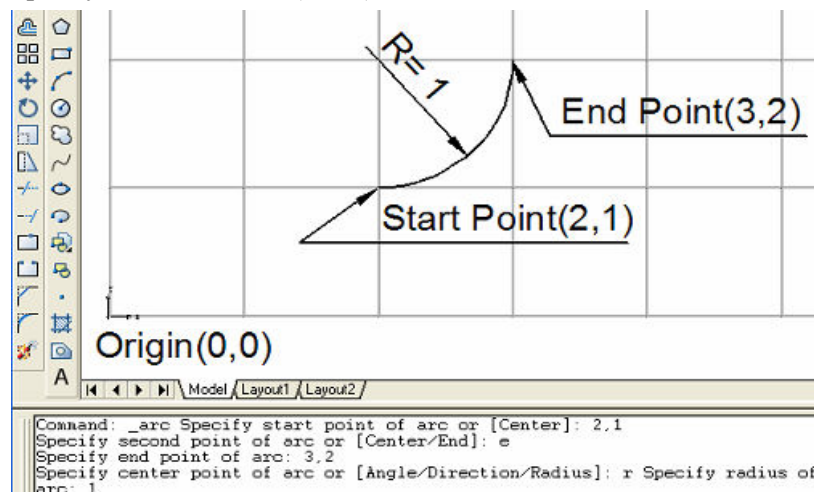 R= 1
End Point(3,2)
Start Point(2,1)
Origin(0,0)
A
Model Layout1 Layout2
Command: _arc Specify start point of arc or [Center]: 2,1
Specify second point of arc or [Center/End]: e
Specify end point of arc: 3,2
Specify center point of arc or [Angle/Direction/Radius]: r Specify radius of
arc: 1